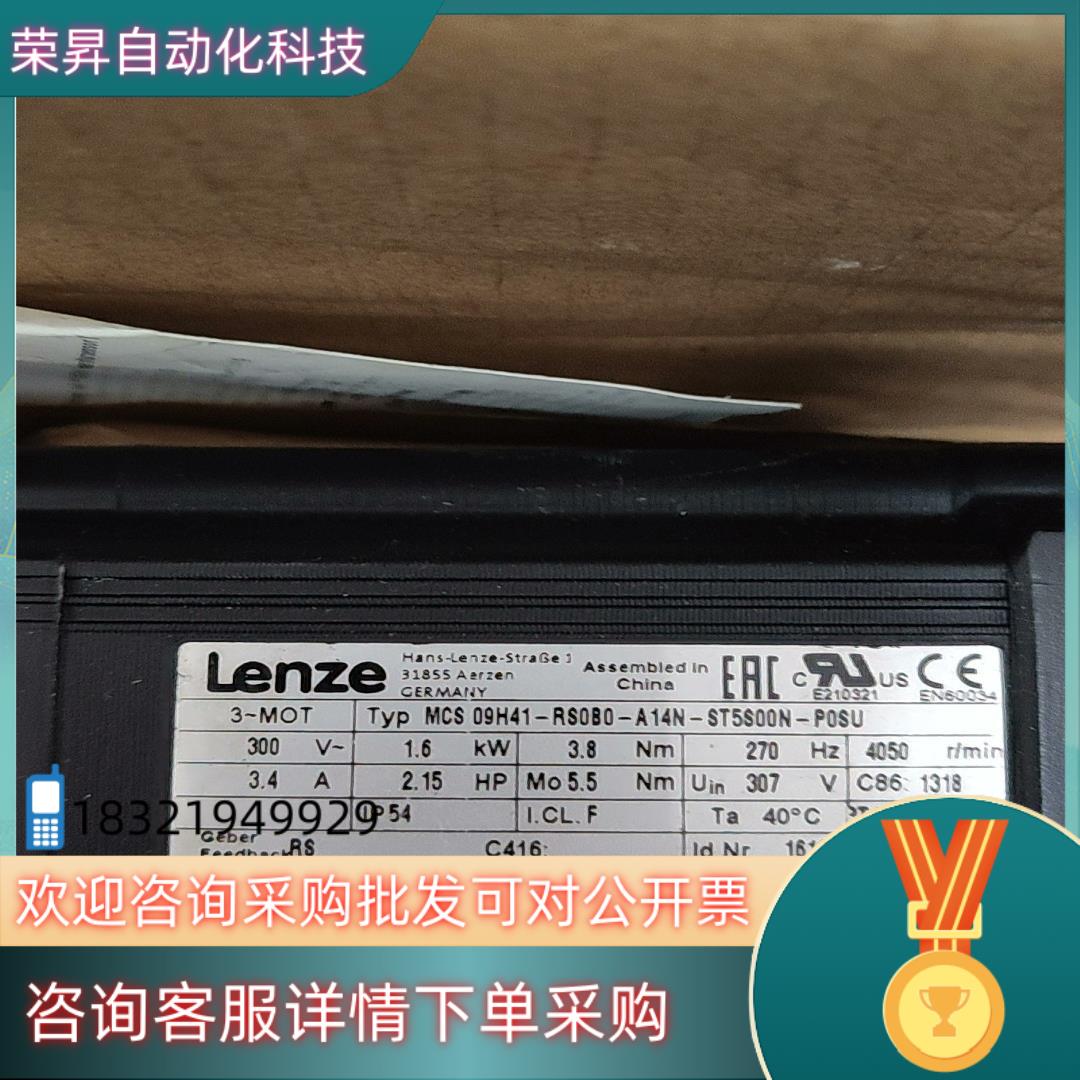 荣昇自动化科技
Lenze
Hans-Lenze-Straße 1
31855 Aerzen
GERMANY
Assembled in
China
EAC
C RU US
E210321
CE
EN60034
3~MOT Typ MCS 09H41-RS0B0-A14N-ST5S00N-P0SU
300 V~ 1.6 kW 3.8 Nm 270 Hz 4050 r/min
3.4 A 2.15 HP Mo 5.5 Nm Uin 307 V C86: 1318
IP54 I.CL. F Ta 40°C
18321949929
Geber
Feedback RS C416: Id Nr
欢迎咨询采购批发可对公开票
咨询客服详情下单采购